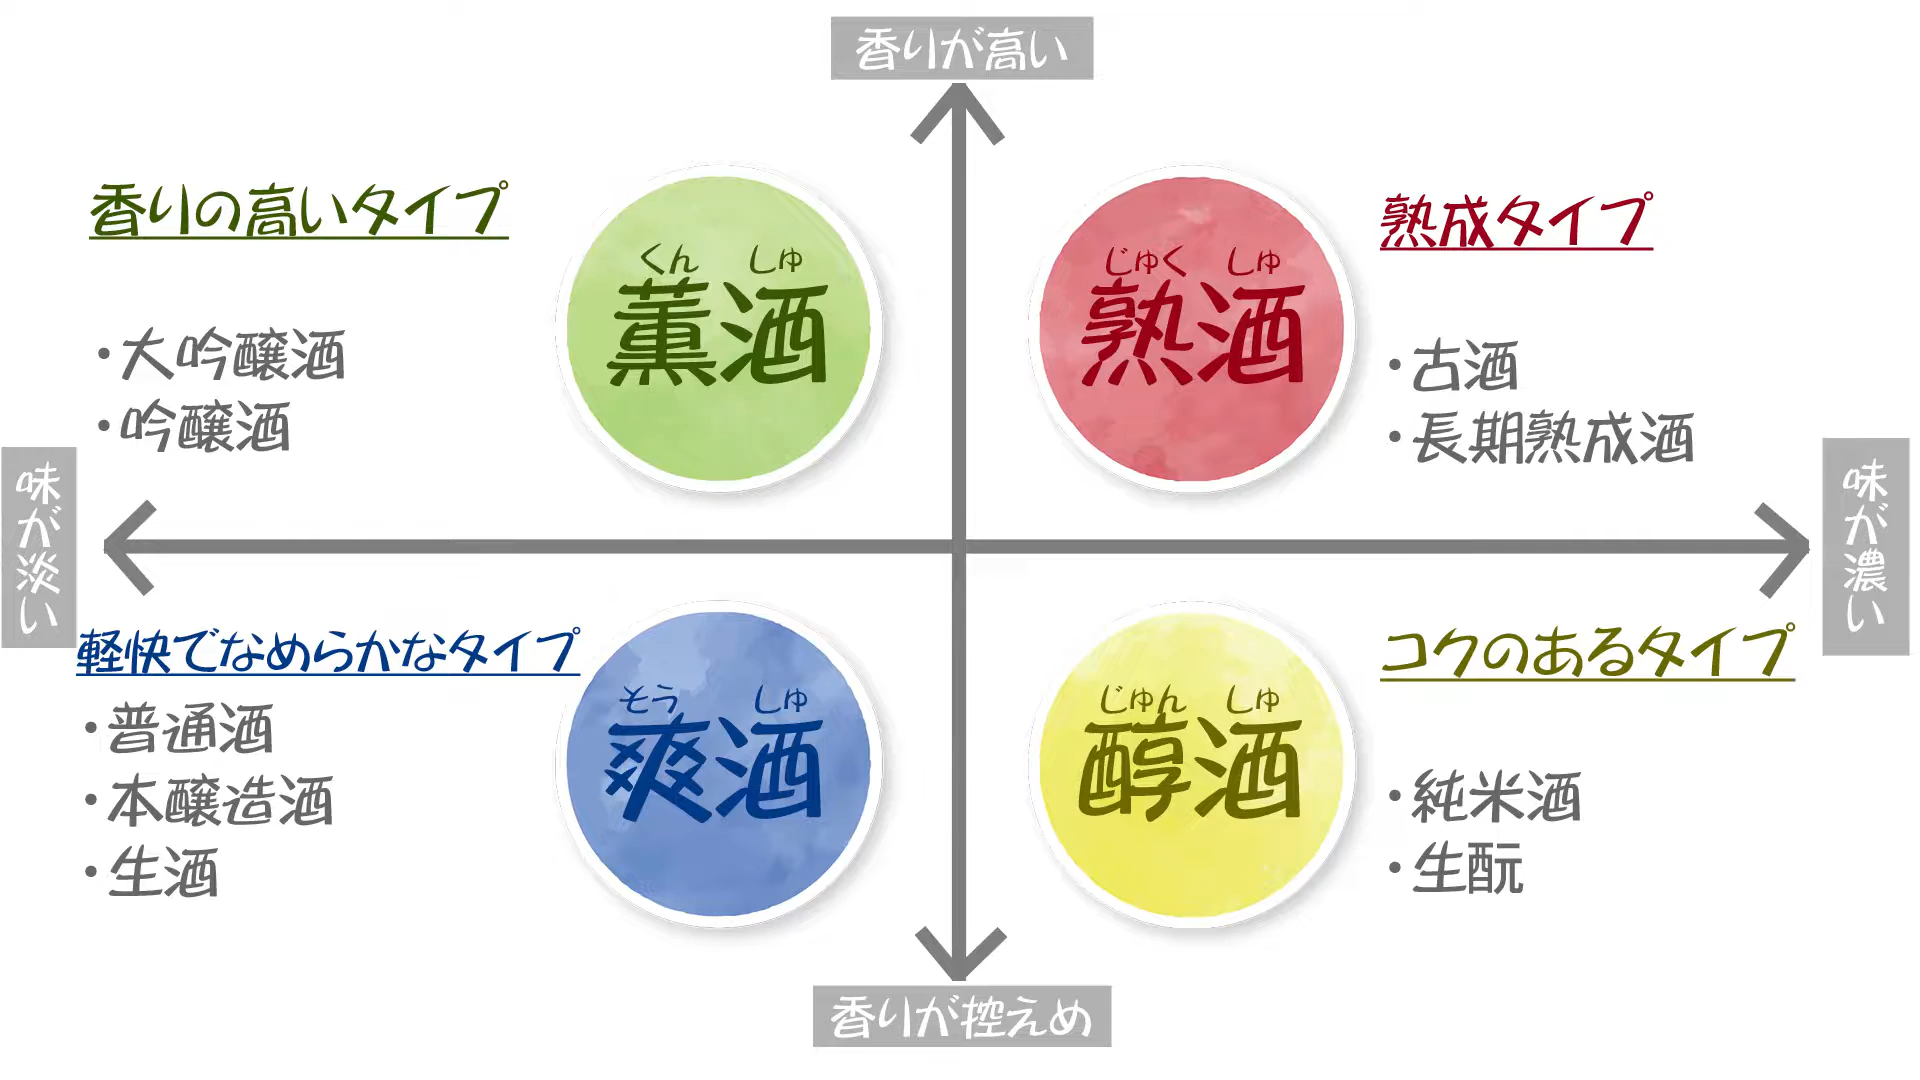 香りが高い
香りの高いタイプ
・大吟醸酒
・吟醸酒
くん しゅ
薫酒
じゅく しゅ
熟酒
熟成タイプ
・古酒
・長期熟成酒
味が淡い
味が濃い
軽快でなめらかなタイプ
・普通酒
・本醸造酒
・生酒
そう しゅ
爽酒
じゅん しゅ
醇酒
コクのあるタイプ
・純米酒
・生酛
香りが控えめ